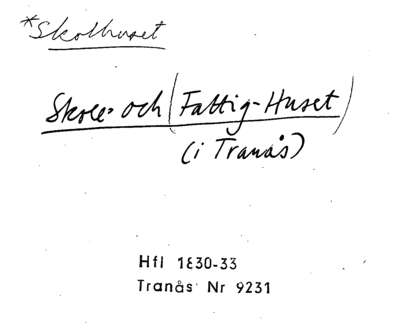 *Skolhuset
Skole- och (Fattig-Huset)
(i Tranås)
Hfl 1830-33
Tranås Nr 9231